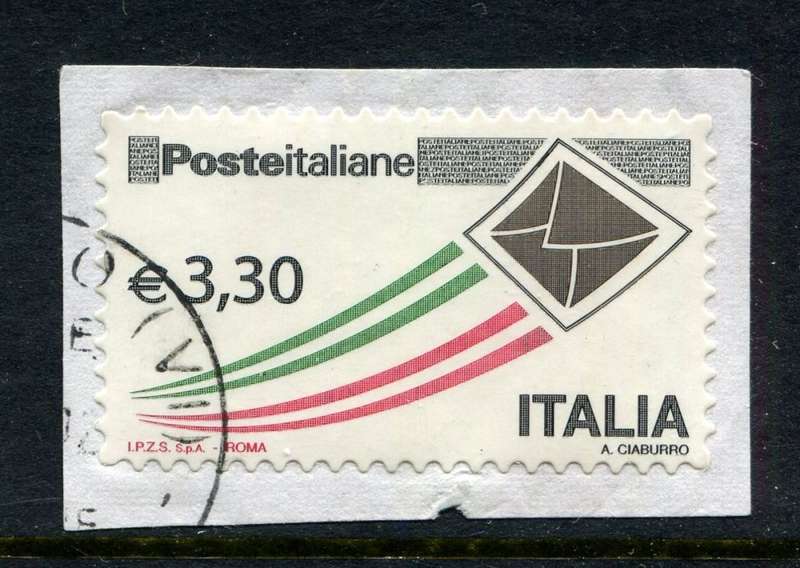 Posteitaliane
€ 3,30
ITALIA
I.P.Z.S. S.p.A. - ROMA
A. CIABURRO